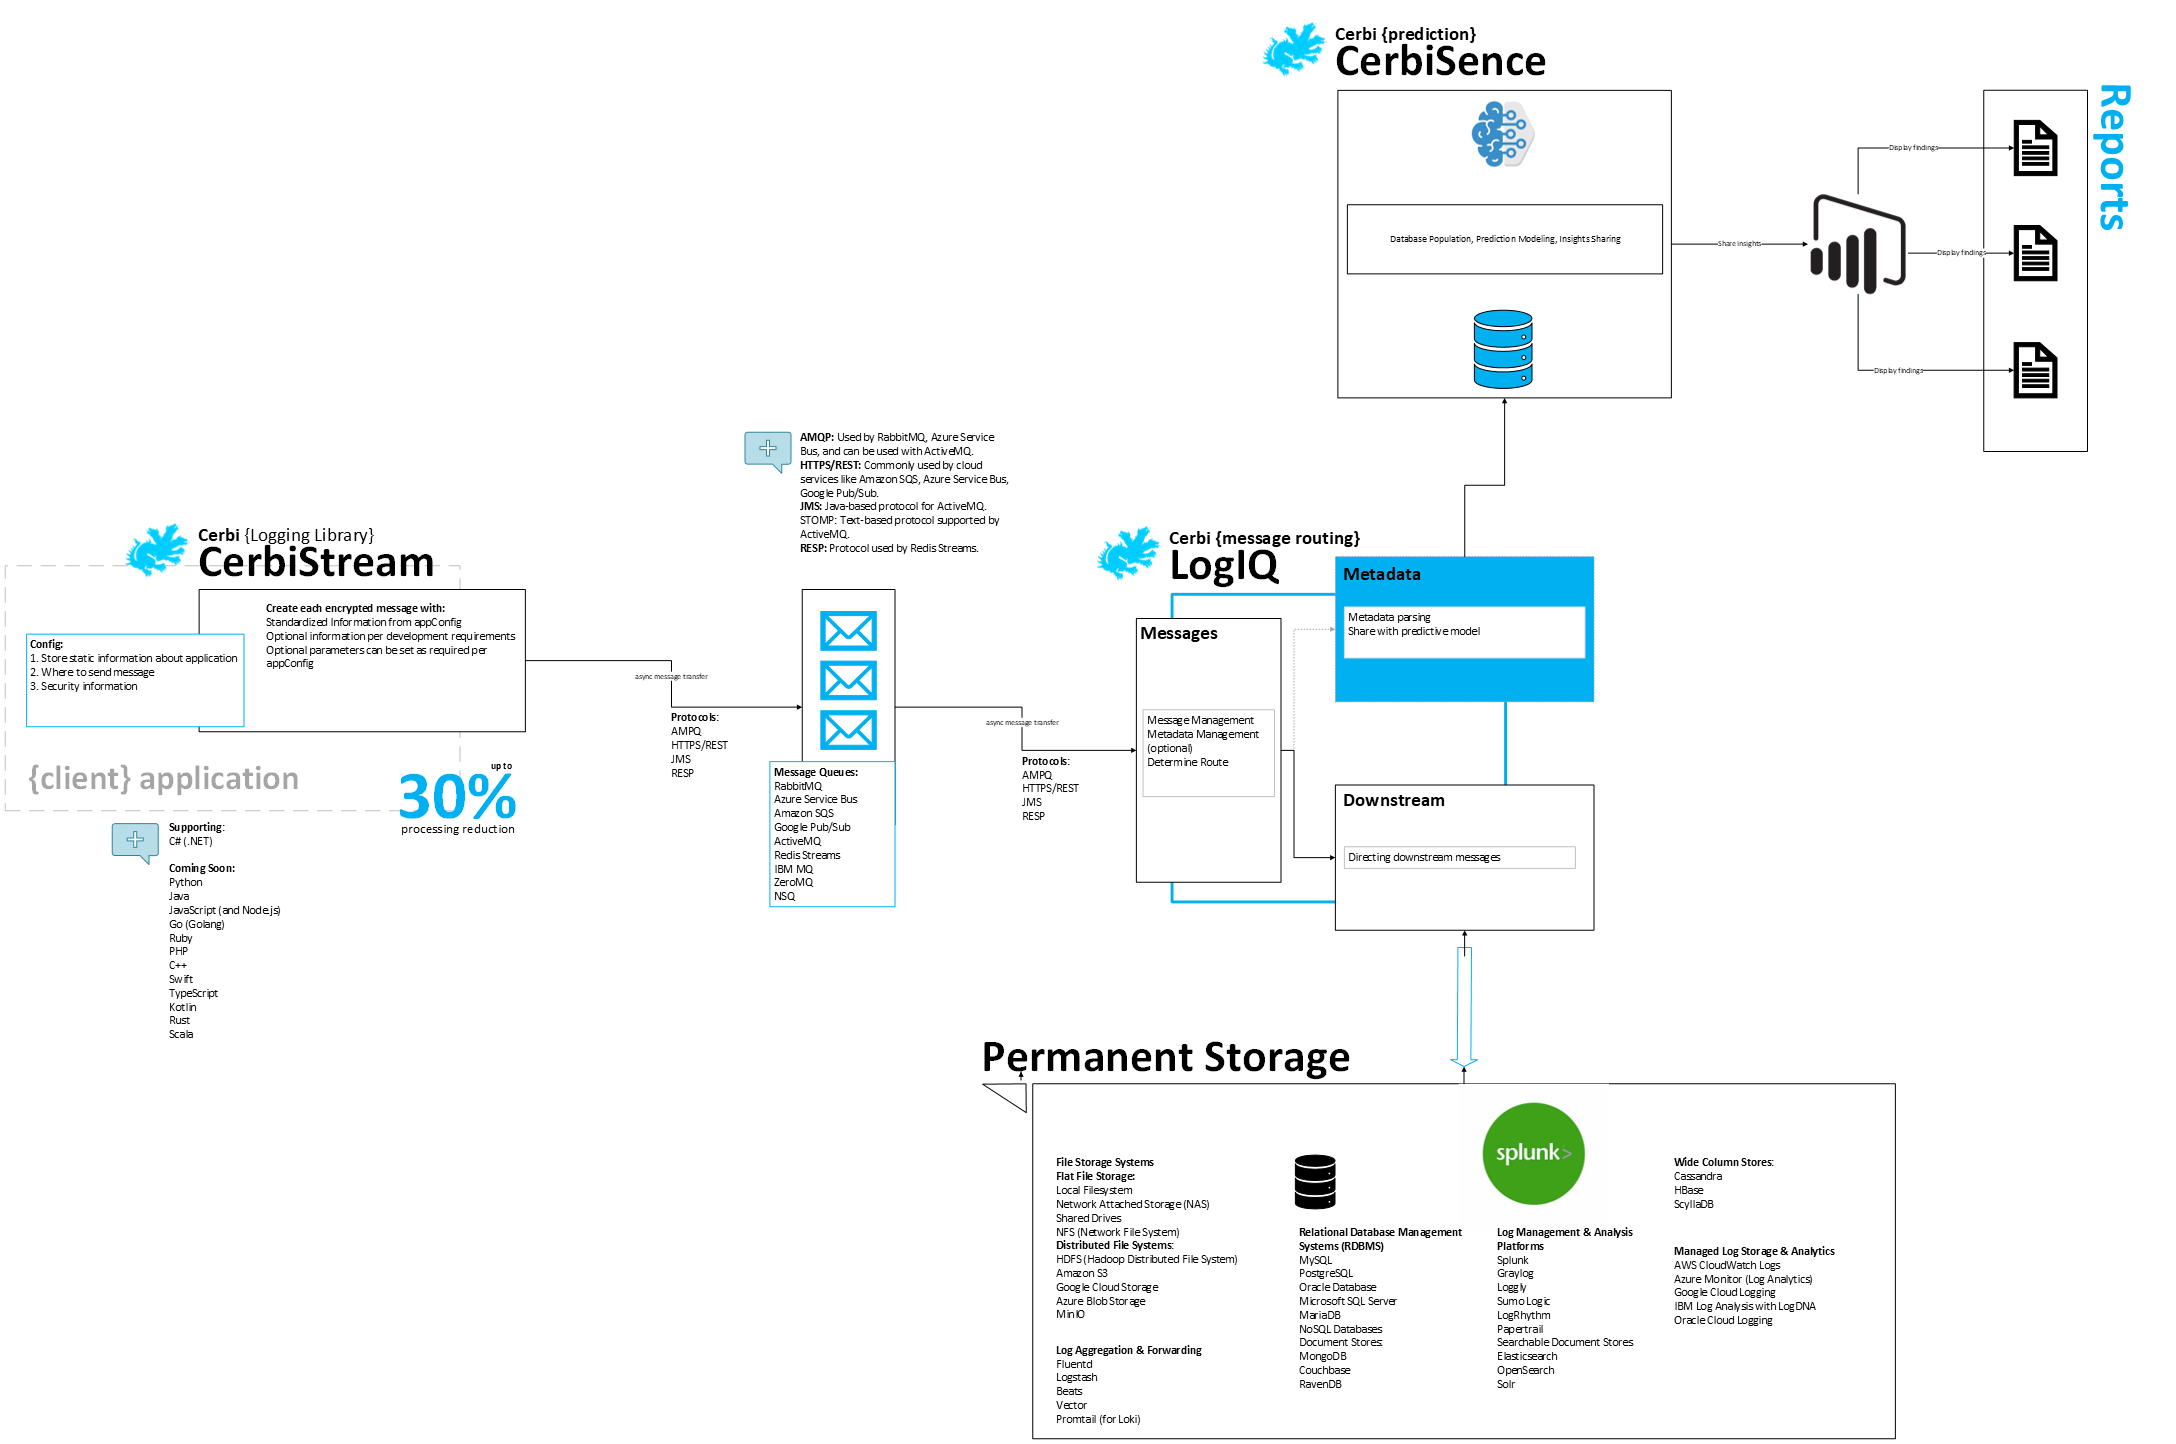 Cerbi {prediction}
CerbiSence
Database Population, Prediction Modeling, Insights Sharing
Share insights
Display findings
Display findings
Display findings
Reports
AMQP: Used by RabbitMQ, Azure Service
Bus, and can be used with ActiveMQ.
HTTPS/REST: Commonly used by cloud
services like Amazon SQS, Azure Service Bus,
Google Pub/Sub.
JMS: Java-based protocol for ActiveMQ.
STOMP: Text-based protocol supported by
ActiveMQ.
RESP: Protocol used by Redis Streams.
Cerbi {Logging Library}
CerbiStream
Create each encrypted message with:
Standardized Information from appConfig
Optional information per development requirements
Optional parameters can be set as required per
appConfig
Config:
1. Store static information about application
2. Where to send message
3. Security information
{client} application
up to
30%
processing reduction
Supporting:
C# (.NET)
Coming Soon:
Python
Java
JavaScript (and Node.js)
Go (Golang)
Ruby
PHP
C++
Swift
TypeScript
Kotlin
Rust
Scala
async message transfer
Protocols:
AMPQ
HTTPS/REST
JMS
RESP
Message Queues:
RabbitMQ
Azure Service Bus
Amazon SQS
Google Pub/Sub
ActiveMQ
Redis Streams
IBM MQ
ZeroMQ
NSQ
async message transfer
Protocols:
AMPQ
HTTPS/REST
JMS
RESP
Cerbi {message routing}
LogIQ
Messages
Message Management
Metadata Management
(optional)
Determine Route
Metadata
Metadata parsing
Share with predictive model
Downstream
Directing downstream messages
Permanent Storage
File Storage Systems
Flat File Storage:
Local Filesystem
Network Attached Storage (NAS)
Shared Drives
NFS (Network File System)
Distributed File Systems:
HDFS (Hadoop Distributed File System)
Amazon S3
Google Cloud Storage
Azure Blob Storage
MinIO
Log Aggregation & Forwarding
Fluentd
Logstash
Beats
Vector
Promtail (for Loki)
Relational Database Management
Systems (RDBMS)
MySQL
PostgreSQL
Oracle Database
Microsoft SQL Server
MariaDB
NoSQL Databases
Document Stores:
MongoDB
Couchbase
RavenDB
splunk>
Log Management & Analysis
Platforms
Splunk
Graylog
Loggly
Sumo Logic
LogRhythm
Papertrail
Searchable Document Stores
Elasticsearch
OpenSearch
Solr
Wide Column Stores:
Cassandra
HBase
ScyllaDB
Managed Log Storage & Analytics
AWS CloudWatch Logs
Azure Monitor (Log Analytics)
Google Cloud Logging
IBM Log Analysis with LogDNA
Oracle Cloud Logging